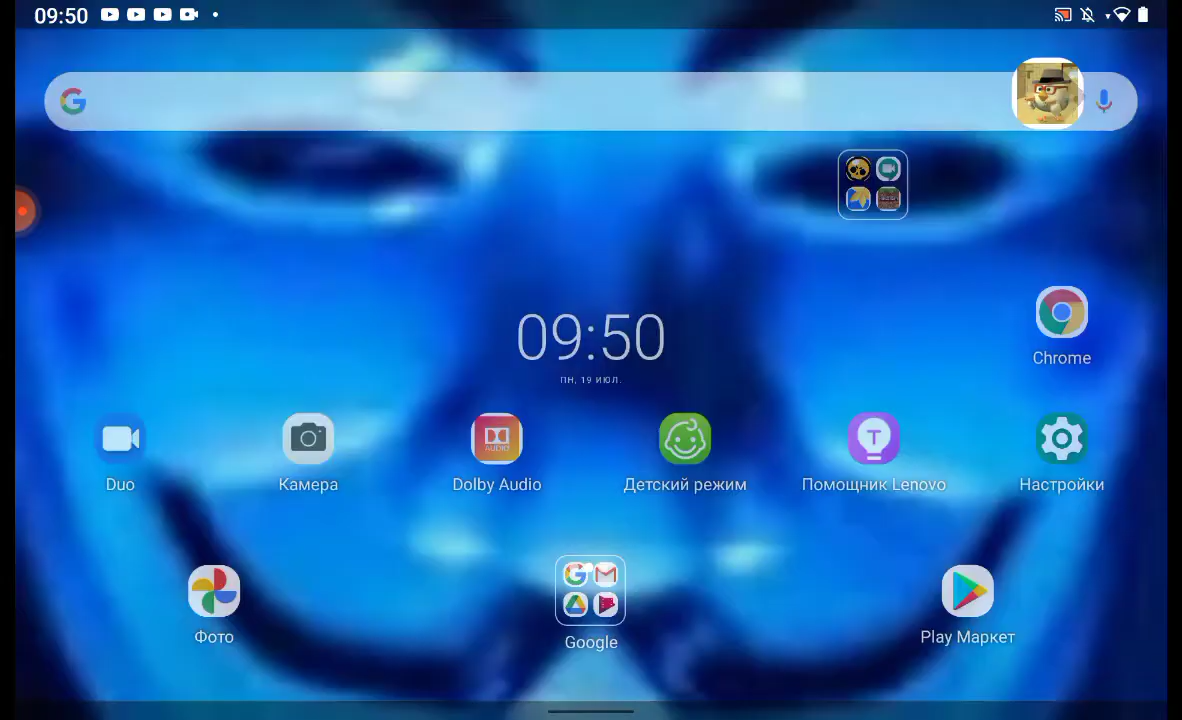 09:50
09:50
ПН, 19 ИЮЛ.
Chrome
Duo
Камера
AUDIO
Dolby Audio
Детский режим
T
Помощник Lenovo
Настройки
Фото
Google
Play Маркет